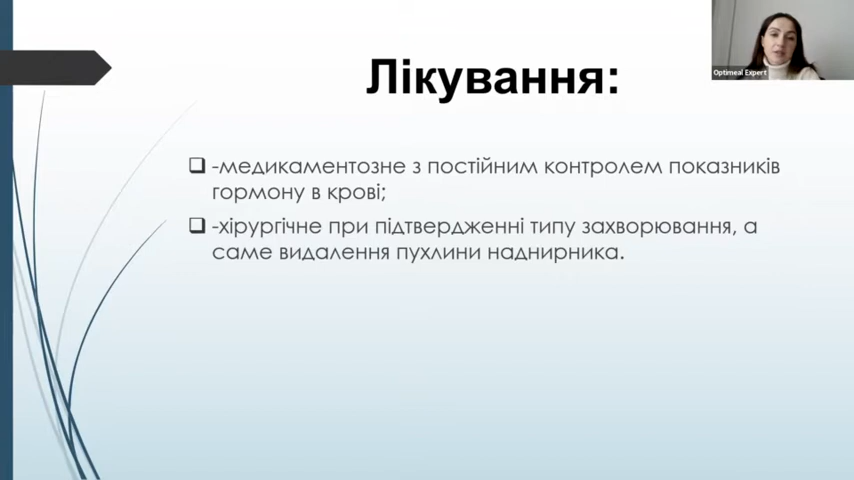 Лікування:
Optimeal Expert
-медикаментозне з постійним контролем показників
гормону в крові;
-хірургічне при підтвердженні типу захворювання, а
саме видалення пухлини наднирника.